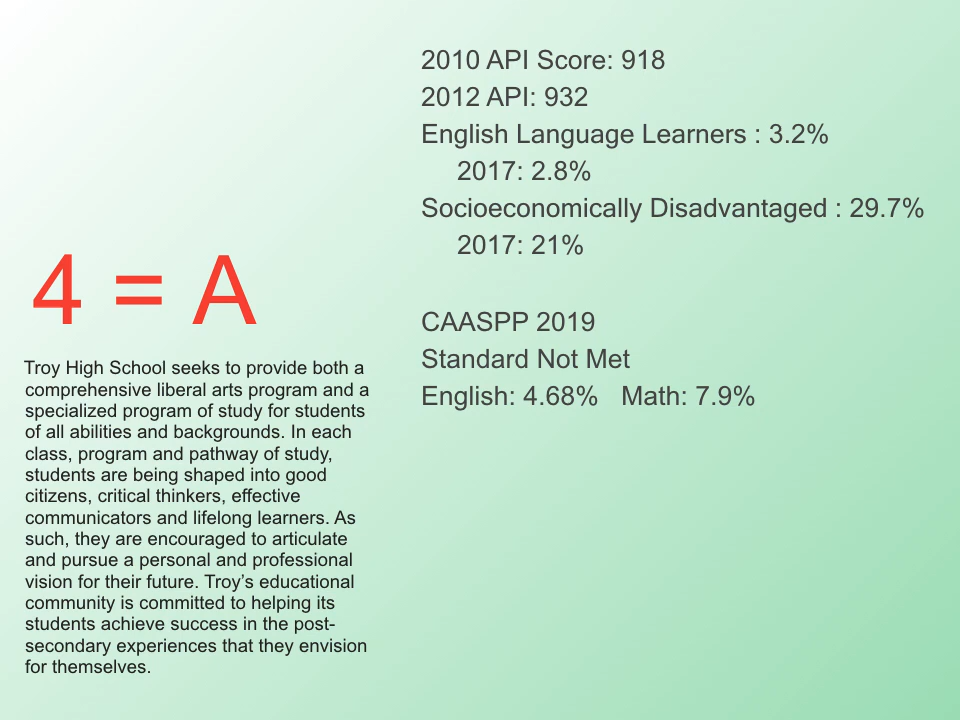 4 = A
Troy High School seeks to provide both a
comprehensive liberal arts program and a
specialized program of study for students
of all abilities and backgrounds. In each
class, program and pathway of study,
students are being shaped into good
citizens, critical thinkers, effective
communicators and lifelong learners. As
such, they are encouraged to articulate
and pursue a personal and professional
vision for their future. Troy’s educational
community is committed to helping its
students achieve success in the post-
secondary experiences that they envision
for themselves.
2010 API Score: 918
2012 API: 932
English Language Learners : 3.2%
2017: 2.8%
Socioeconomically Disadvantaged : 29.7%
2017: 21%
CAASPP 2019
Standard Not Met
English: 4.68% Math: 7.9%